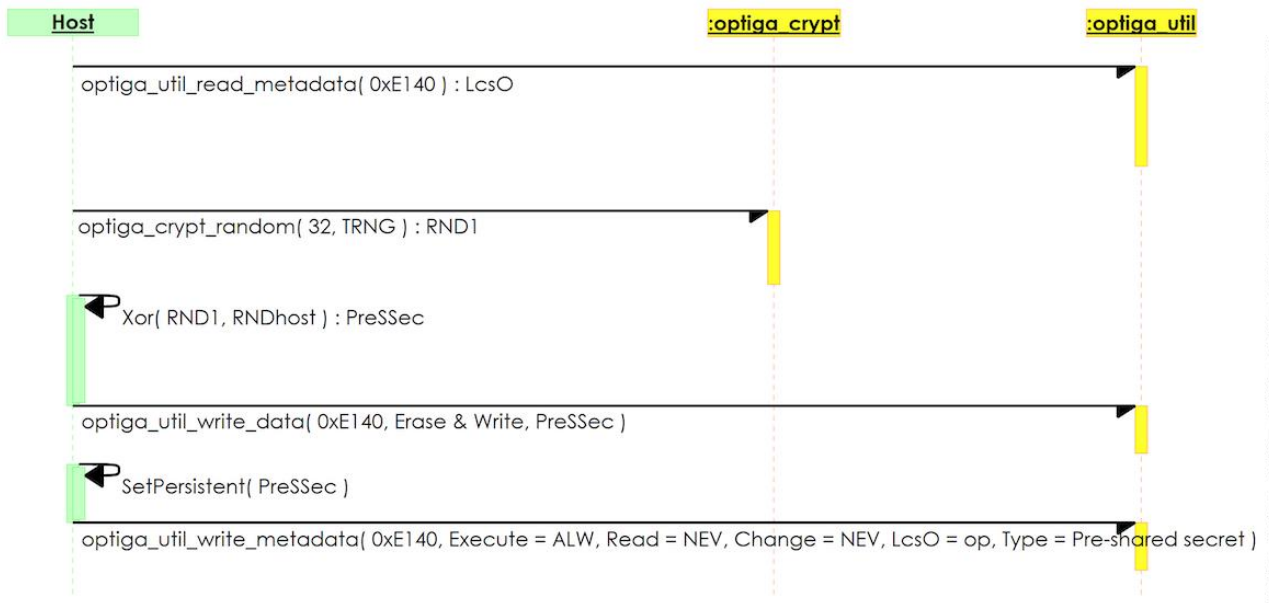 Host
:optiga_crypt
:optiga_util
optiga_util_read_metadata( 0xE140 ) : LcsO
optiga_crypt_random( 32, TRNG ) : RND1
Xor( RND1, RNDhost ) : PreSSec
optiga_util_write_data( 0xE140, Erase & Write, PreSSec )
SetPersistent( PreSSec )
optiga_util_write_metadata( 0xE140, Execute = ALW, Read = NEV, Change = NEV, LcsO = op, Type = Pre-shared secret )